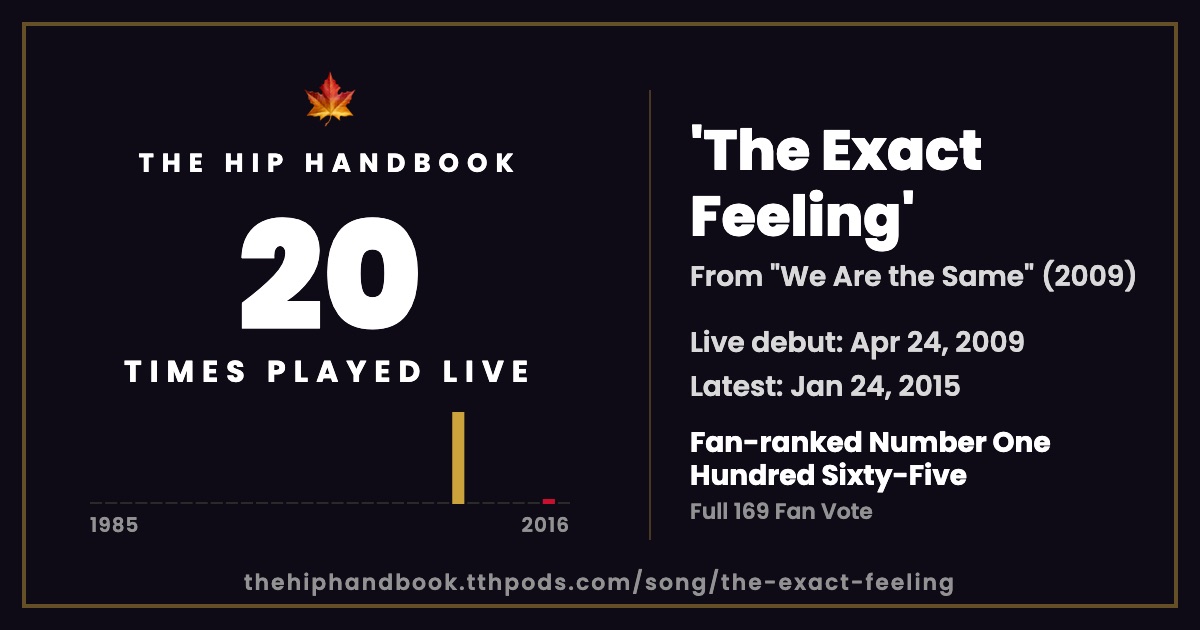 THE HIP HANDBOOK
20
TIMES PLAYED LIVE
1985
2016
'The Exact
Feeling'
From "We Are the Same" (2009)
Live debut: Apr 24, 2009
Latest: Jan 24, 2015
Fan-ranked Number One
Hundred Sixty-Five
Full 169 Fan Vote
thehiphandbook.tthpods.com/song/the-exact-feeling